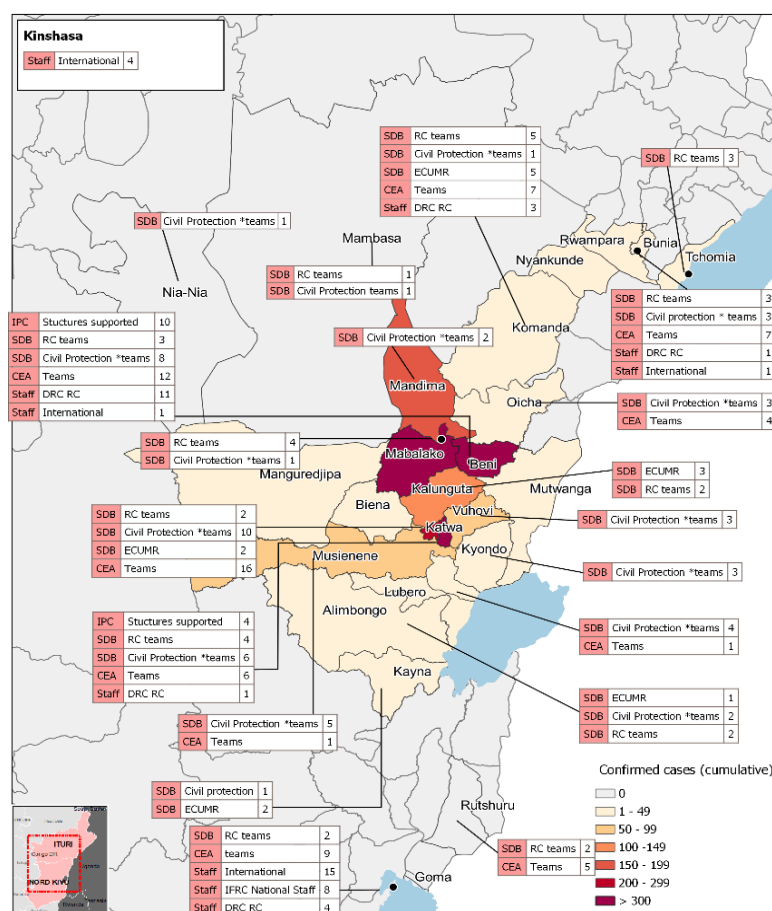 Kinshasa
Staff International 4
SDB RC teams 5
SDB Civil Protection *teams 1
SDB ECUMR 5
CEA Teams 7
Staff DRC RC 3
SDB RC teams 3
SDB Civil Protection *teams 1
Mambasa
Rwampara
Bunia
Tchomia
Nyankunde
Nia-Nia
SDB RC teams 1
SDB Civil Protection teams 1
SDB RC teams 3
SDB Civil protection * teams 3
CEA Teams 7
Staff DRC RC 1
Staff International 1
IPC Stuctures supported 10
SDB RC teams 3
SDB Civil Protection *teams 8
CEA Teams 12
Staff DRC RC 11
Staff International 1
Komanda
SDB Civil Protection *teams 2
Mandima
Oicha
SDB Civil Protection *teams 3
CEA Teams 4
SDB RC teams 4
SDB Civil Protection *teams 1
Mabalako
Beni
Manguredjipa
Kalunguta
Mutwanga
SDB ECUMR 3
SDB RC teams 2
Biena
Vuhovi
SDB RC teams 2
SDB Civil Protection *teams 10
SDB ECUMR 2
CEA Teams 16
Katwa
SDB Civil Protection *teams 3
Musienene
Kyondo
SDB Civil Protection *teams 3
Lubero
Alimbongo
IPC Stuctures supported 4
SDB RC teams 4
SDB Civil Protection *teams 6
CEA Teams 6
Staff DRC RC 1
SDB Civil Protection *teams 4
CEA Teams 1
Kayna
SDB ECUMR 1
SDB Civil Protection *teams 2
SDB RC teams 2
SDB Civil Protection *teams 5
CEA Teams 1
SDB Civil protection 1
SDB ECUMR 2
Rutshuru
SDB RC teams 2
CEA teams 9
Staff International 15
Staff IFRC National Staff 8
Staff DRC RC 4
Goma
SDB RC teams 2
CEA Teams 5
Confirmed cases (cumulative)
0
1 - 49
50 - 99
100 -149
150 - 199
200 - 299
> 300
ITURI
NORD KIVU